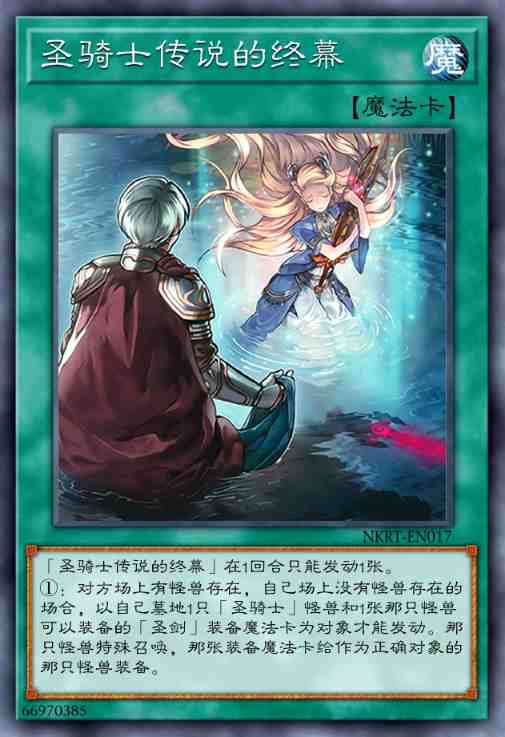 圣骑士传说的终幕
魔
【魔法卡】
NKRT-EN017
「圣骑士传说的终幕」在1回合只能发动1张。
①：对方场上有怪兽存在，自己场上没有怪兽存在的
场合，以自己墓地1只「圣骑士」怪兽和1张那只怪兽
可以装备的「圣剑」装备魔法卡为对象才能发动。那
只怪兽特殊召唤，那张装备魔法卡给作为正确对象的
那只怪兽装备。
66970385